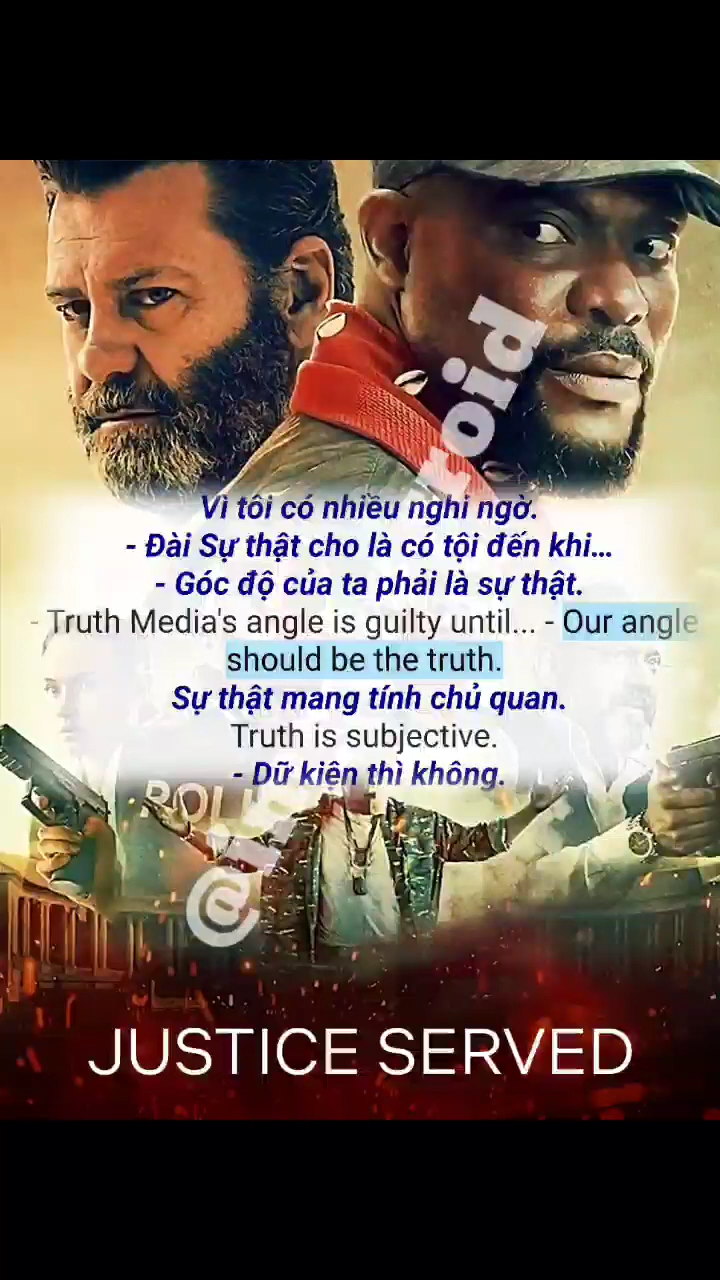 Vì tôi có nhiều nghi ngờ.
- Đài Sự thật cho là có tội đến khi...
- Góc độ của ta phải là sự thật.
- Truth Media's angle is guilty until... - Our angle
should be the truth.
Sự thật mang tính chủ quan.
Truth is subjective.
- Dữ kiện thì không.
JUSTICE SERVED